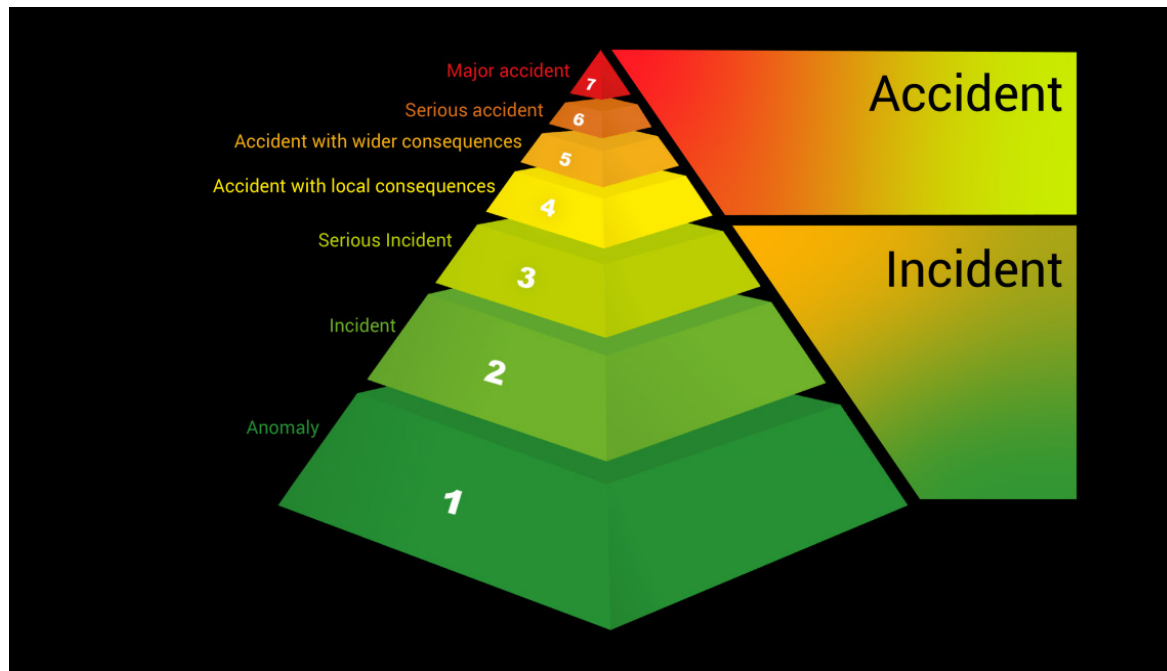 Major accident
7
Serious accident
6
Accident with wider consequences
5
Accident with local consequences
4
Serious Incident
3
Incident
2
Anomaly
1
Accident
Incident